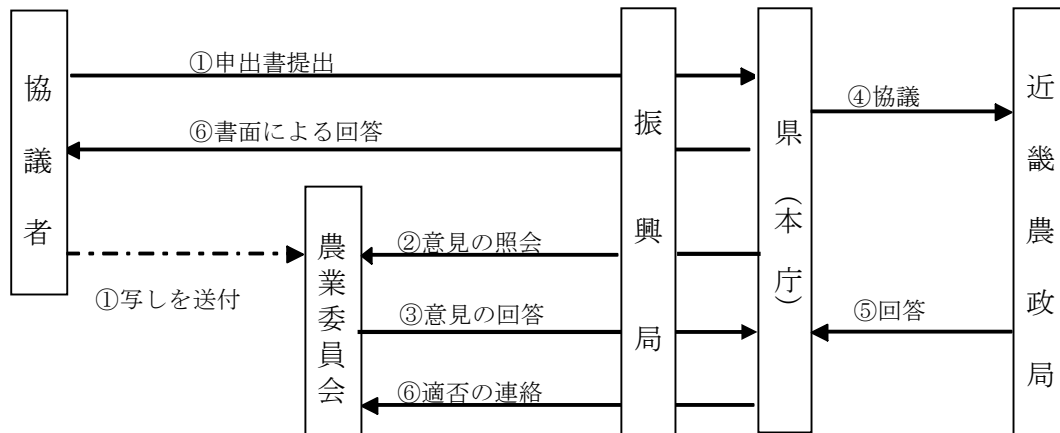 協議者
①申出書提出
⑥書面による回答
①写しを送付
農業委員会
②意見の照会
③意見の回答
⑥適否の連絡
振興局
県（本庁）
④協議
⑤回答
近畿農政局